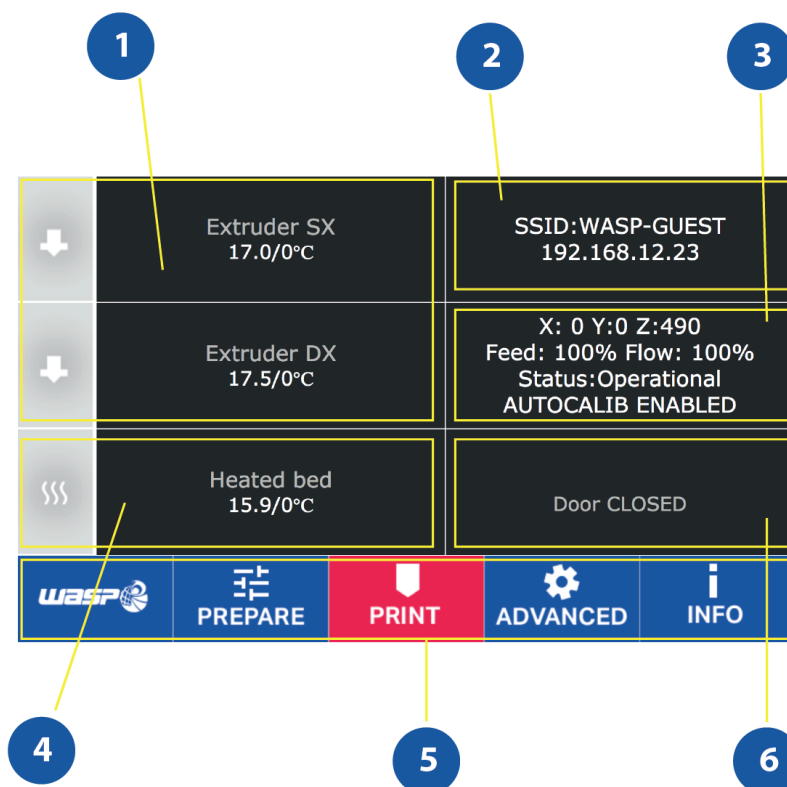 1
2
3
Extruder SX
17.0/0°C
SSID:WASP-GUEST
192.168.12.23
Extruder DX
17.5/0°C
X: 0 Y:0 Z:490
Feed: 100% Flow: 100%
Status:Operational
AUTOCALIB ENABLED
Heated bed
15.9/0°C
Door CLOSED
wasp
PREPARE
PRINT
ADVANCED
INFO
4
5
6